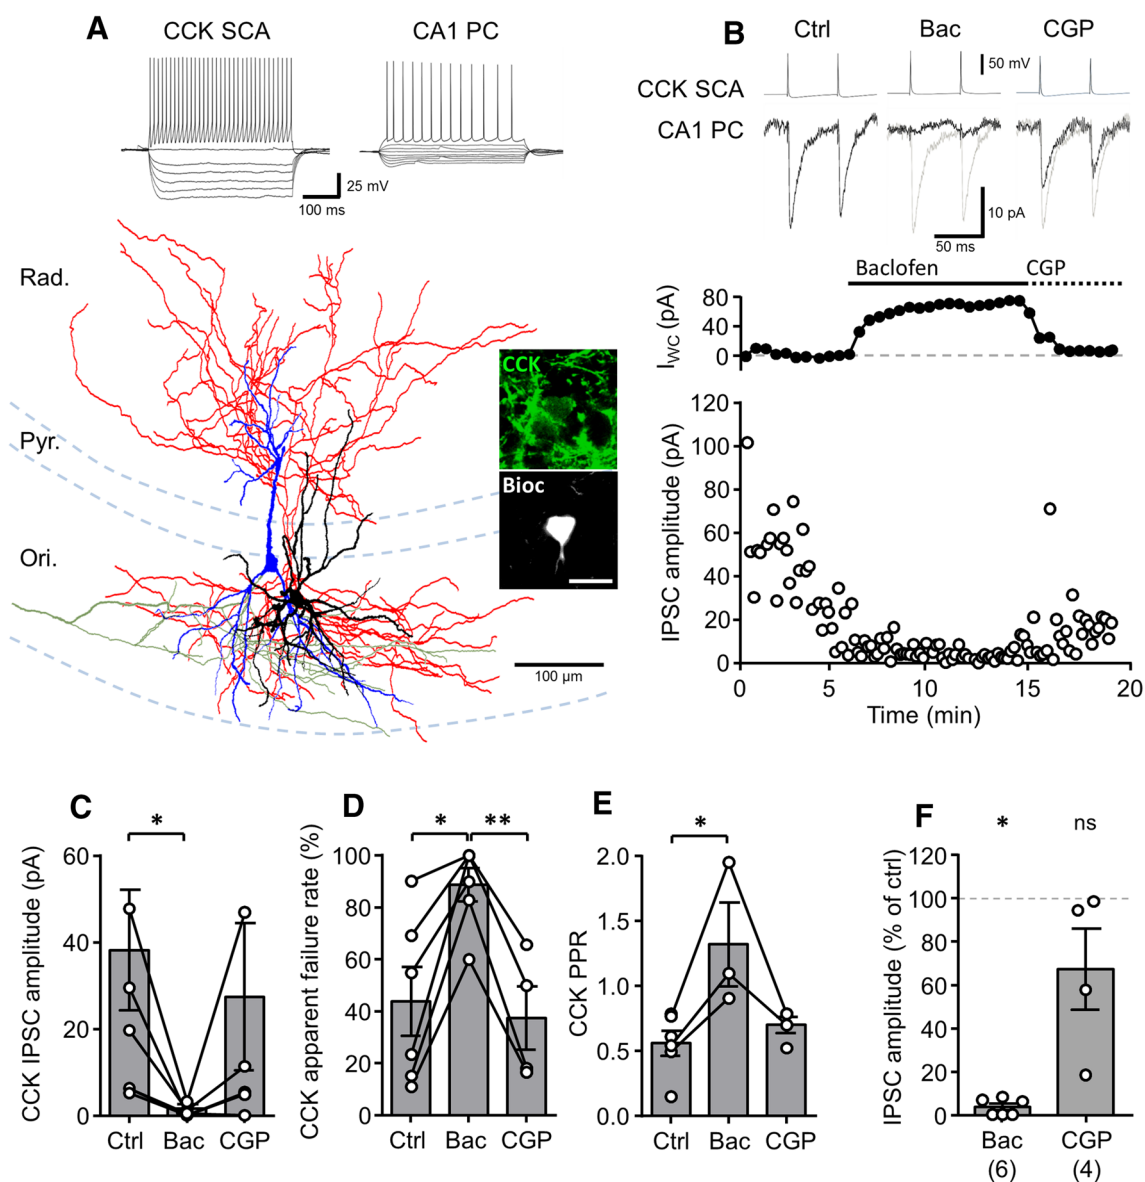 A
CCK SCA
CA1 PC
25 mV
100 ms
Rad.
Pyr.
Ori.
CCK
Bioc
100 µm
B
Ctrl
Bac
CGP
CCK SCA
50 mV
CA1 PC
10 pA
50 ms
Baclofen
CGP
I_WC (pA)
80
40
0
IPSC amplitude (pA)
120
100
80
60
40
20
0
0
5
10
15
20
Time (min)
C
*
CCK IPSC amplitude (pA)
60
40
20
0
Ctrl
Bac
CGP
D
*
**
CCK apparent failure rate (%)
100
80
60
40
20
0
Ctrl
Bac
CGP
E
*
CCK PPR
2.0
1.5
1.0
0.5
0.0
Ctrl
Bac
CGP
F
*
ns
IPSC amplitude (% of ctrl)
120
100
80
60
40
20
0
Bac
(6)
CGP
(4)